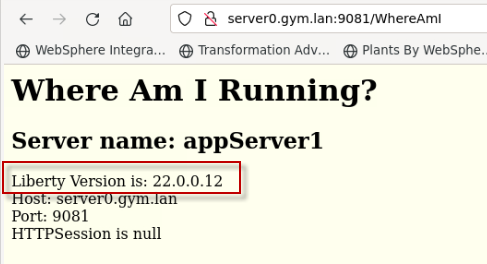 server0.gym.lan:9081/WhereAmI
WebSphere Integra... Transformation Adv... Plants By WebSphe...
Where Am I Running?
Server name: appServer1
Liberty Version is: 22.0.0.12
Host: server0.gym.lan
Port: 9081
HTTPSession is null